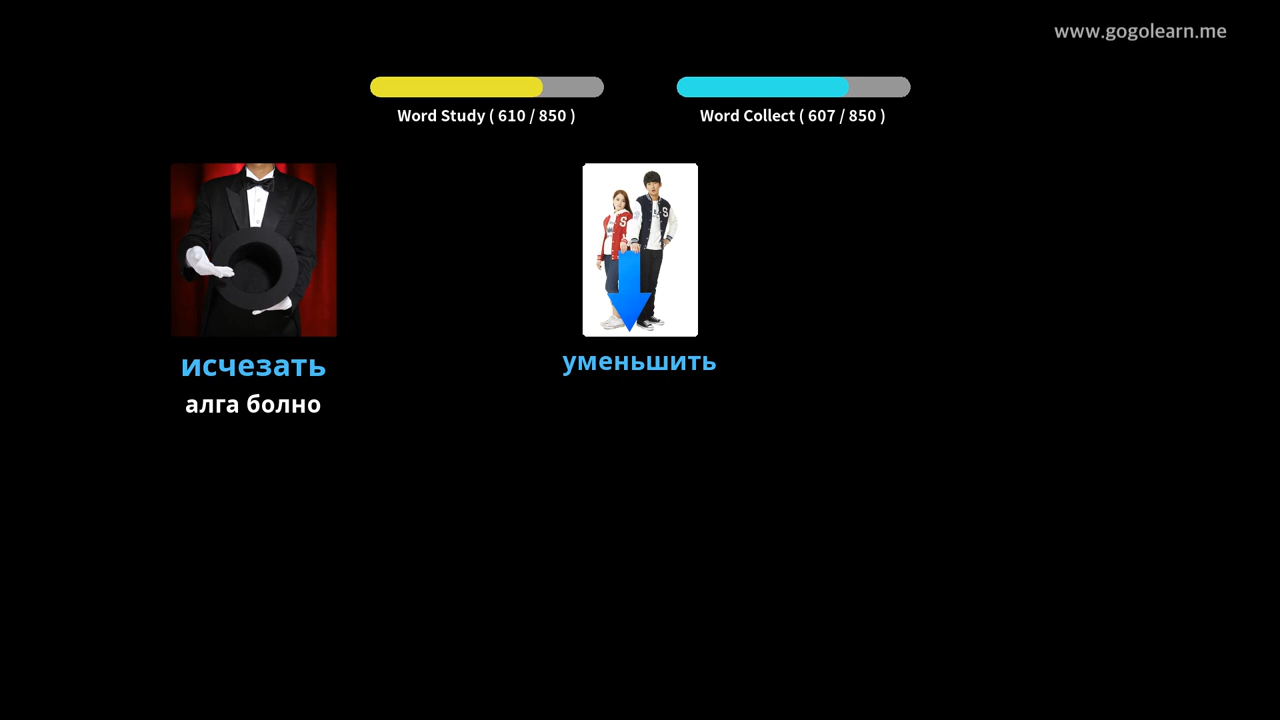 www.gogolearn.me
Word Study ( 610 / 850 )
Word Collect ( 607 / 850 )
S
S
исчезать
алга болно
уменьшить